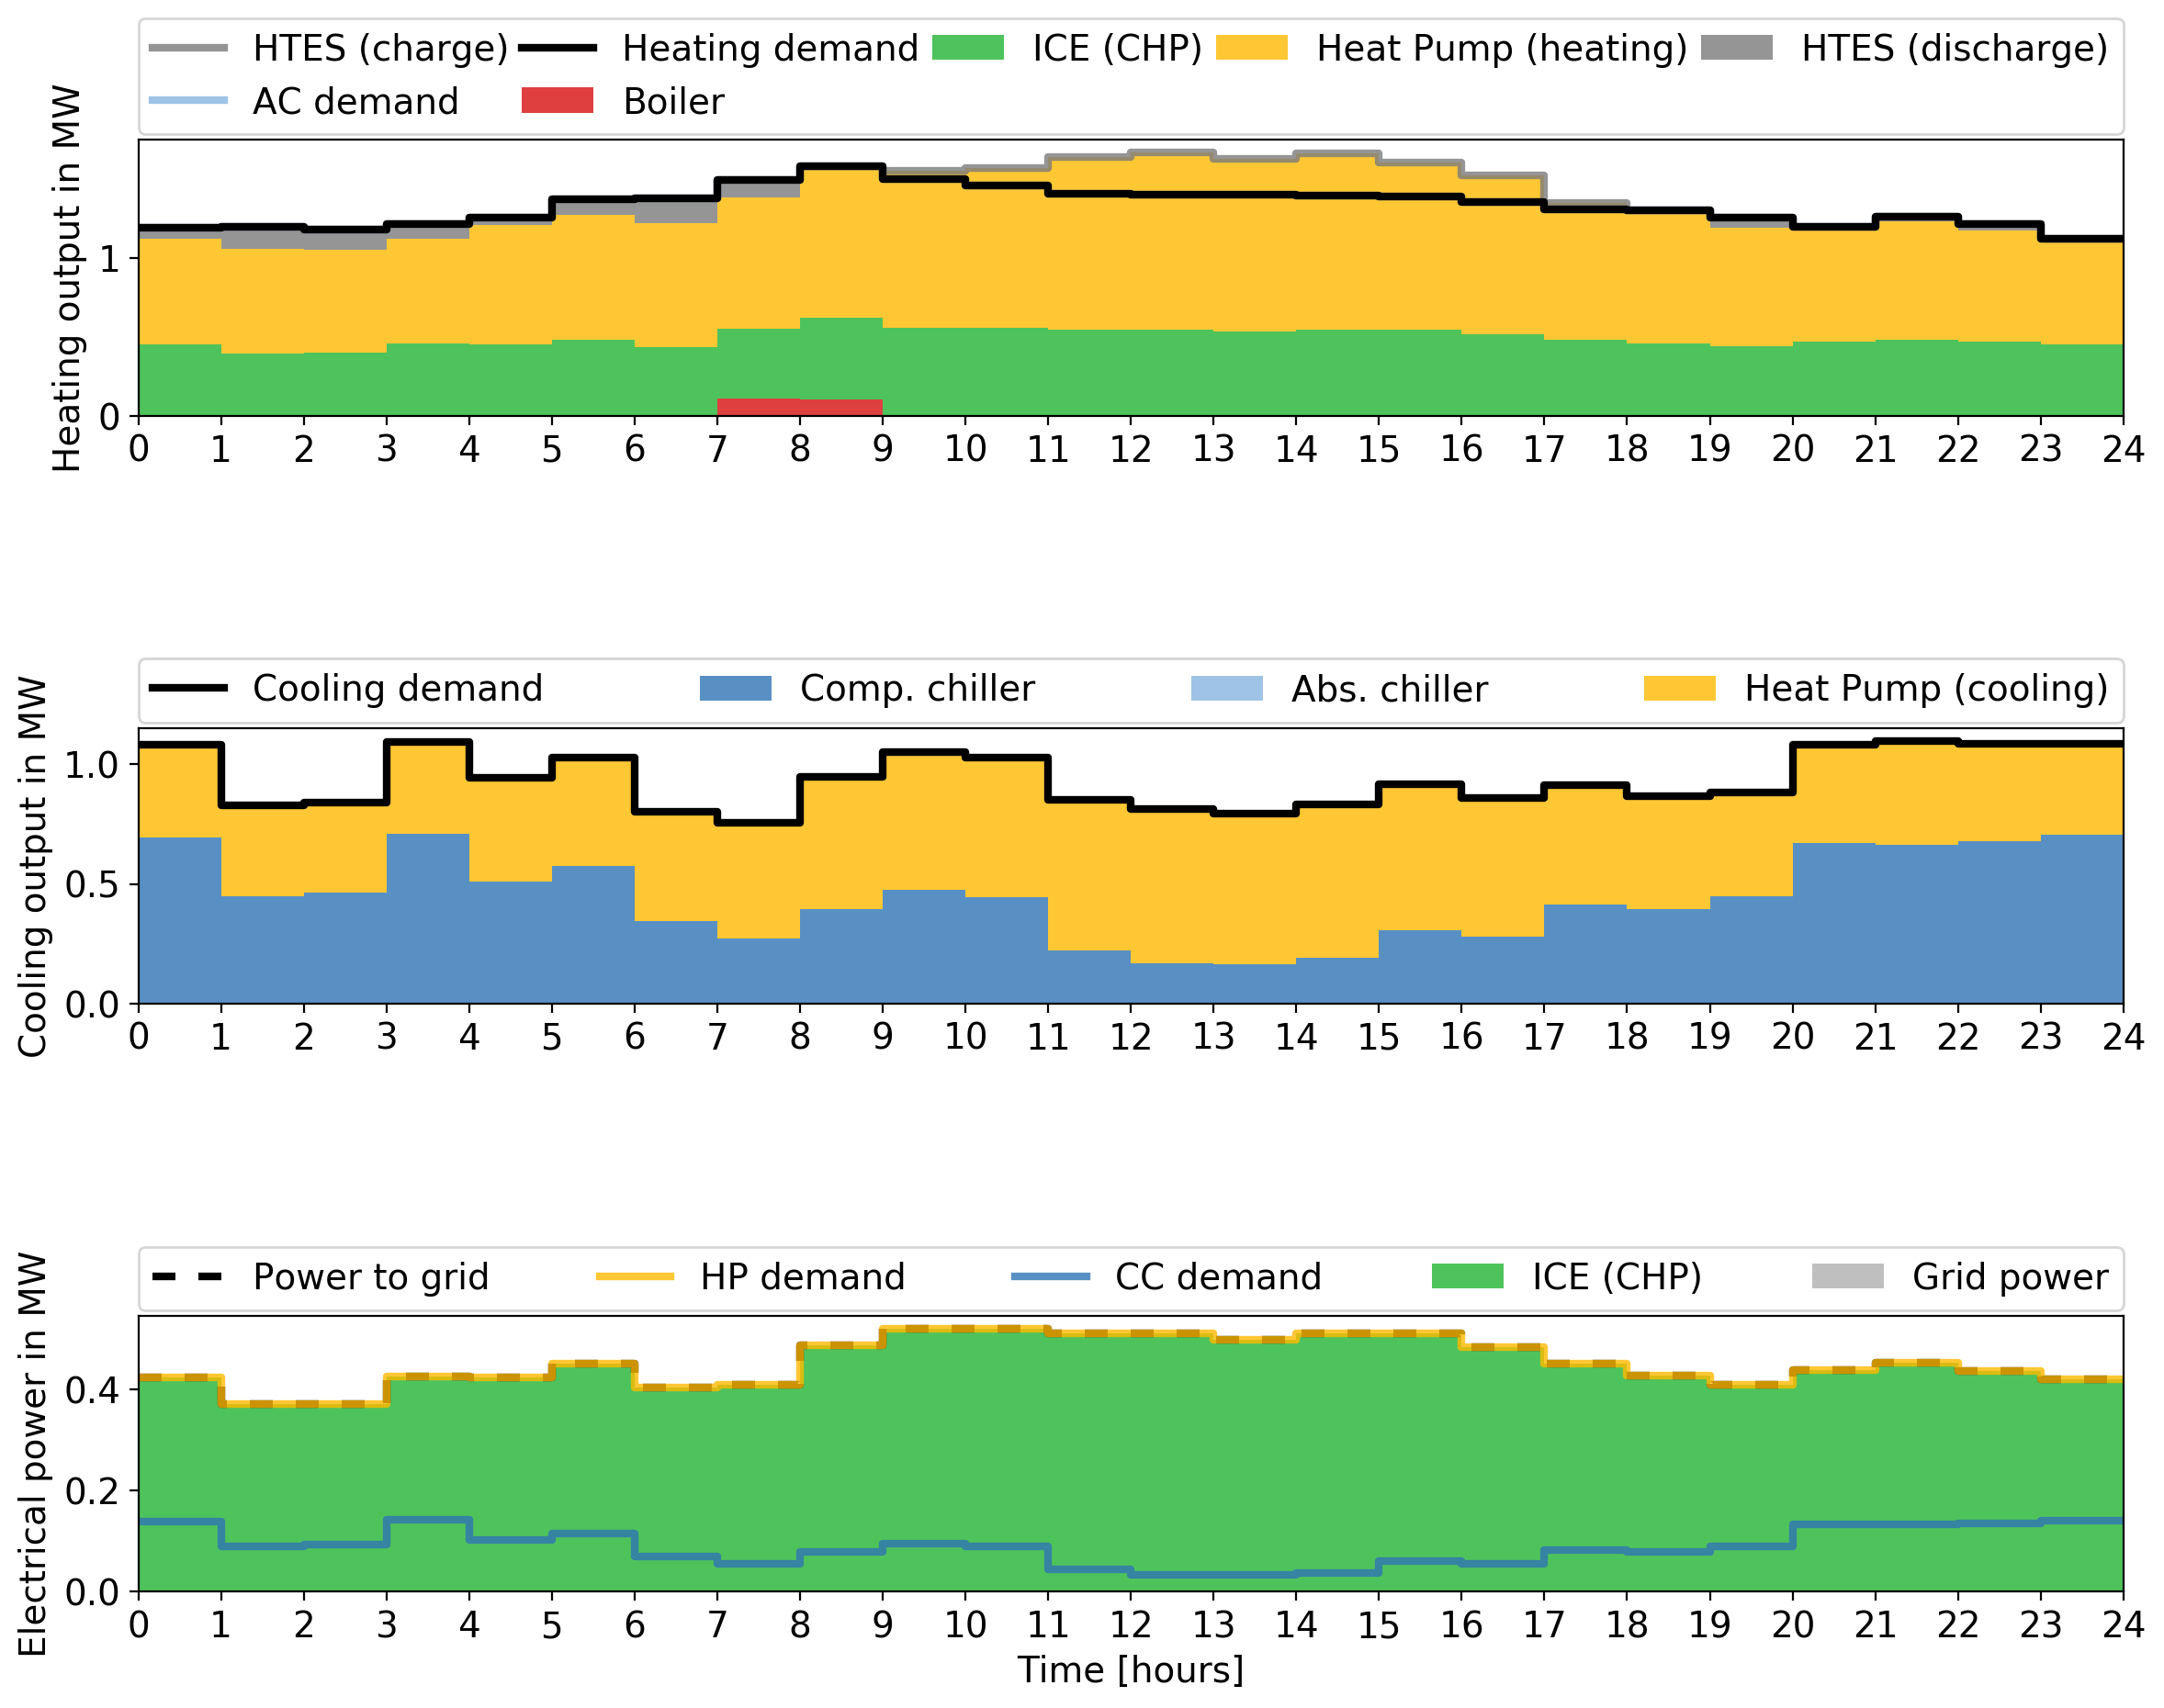 HTES (charge) Heating demand ICE (CHP) Heat Pump (heating) HTES (discharge)
AC demand Boiler
Heating output in MW
1
0
0 1 2 3 4 5 6 7 8 9 10 11 12 13 14 15 16 17 18 19 20 21 22 23 24
Cooling demand Comp. chiller Abs. chiller Heat Pump (cooling)
Cooling output in MW
1.0
0.5
0.0
0 1 2 3 4 5 6 7 8 9 10 11 12 13 14 15 16 17 18 19 20 21 22 23 24
Power to grid HP demand CC demand ICE (CHP) Grid power
Electrical power in MW
0.4
0.2
0.0
0 1 2 3 4 5 6 7 8 9 10 11 12 13 14 15 16 17 18 19 20 21 22 23 24
Time [hours]